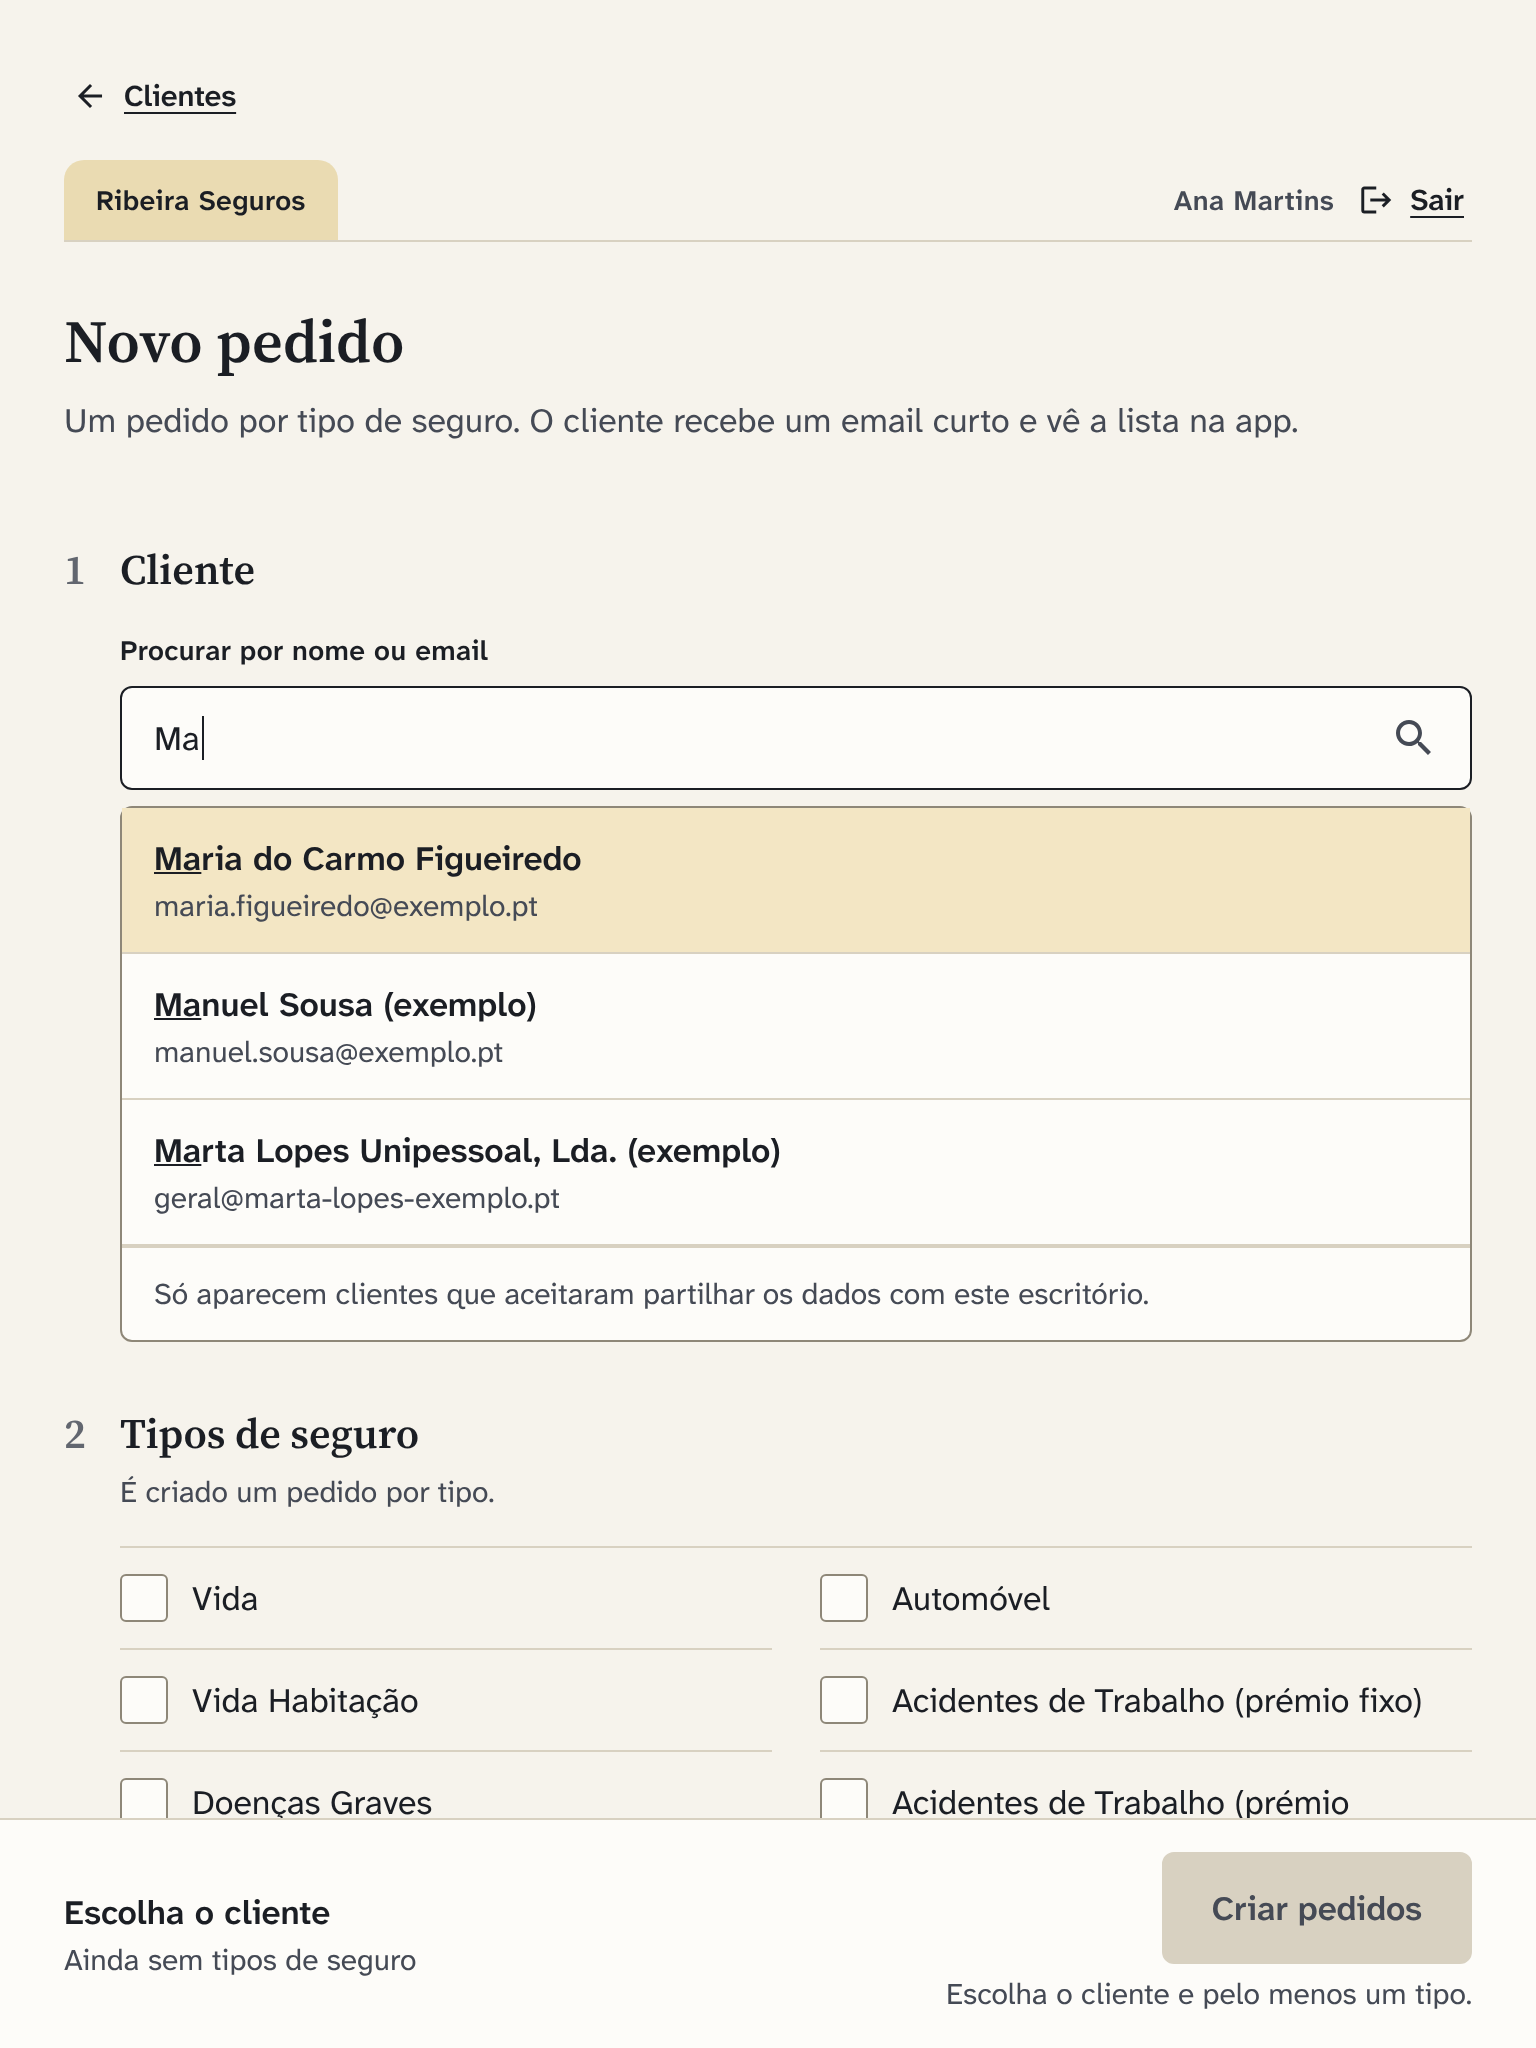 Clientes
Ribeira Seguros
Ana Martins
Sair
Novo pedido
Um pedido por tipo de seguro. O cliente recebe um email curto e vê a lista na app.
1 Cliente
Procurar por nome ou email
Ma
Maria do Carmo Figueiredo
maria.figueiredo@exemplo.pt
Manuel Sousa (exemplo)
manuel.sousa@exemplo.pt
Marta Lopes Unipessoal, Lda. (exemplo)
geral@marta-lopes-exemplo.pt
Só aparecem clientes que aceitaram partilhar os dados com este escritório.
2 Tipos de seguro
É criado um pedido por tipo.
Vida
Automóvel
Vida Habitação
Acidentes de Trabalho (prémio fixo)
Doenças Graves
Acidentes de Trabalho (prémio
Escolha o cliente
Ainda sem tipos de seguro
Criar pedidos
Escolha o cliente e pelo menos um tipo.